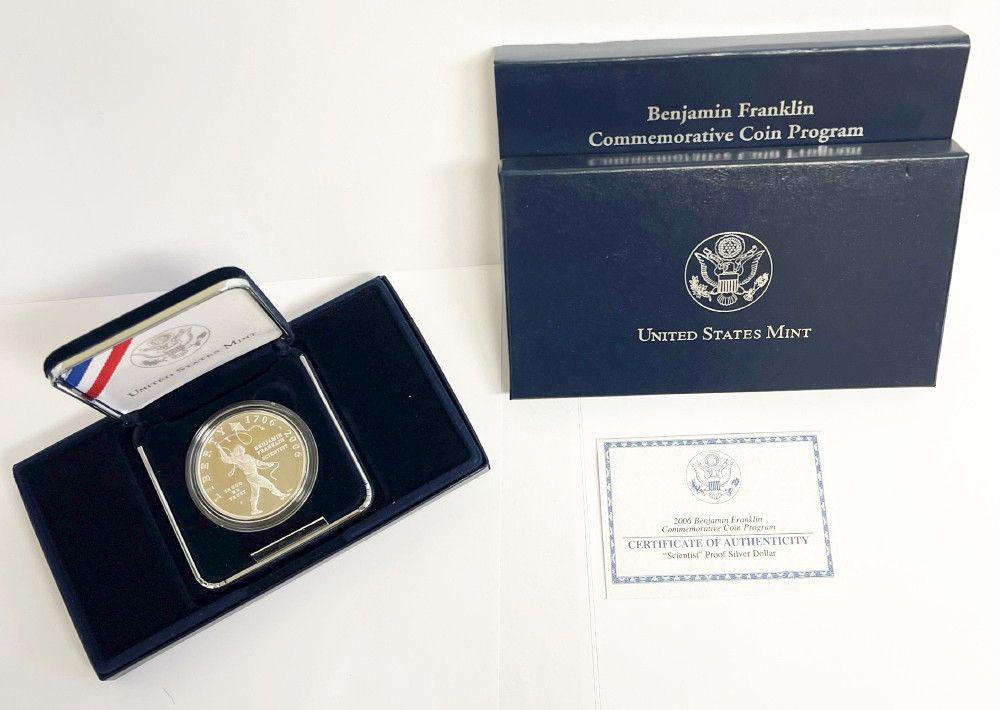 Benjamin Franklin
Commemorative Coin Program
UNITED STATES MINT
UNITED STATES MINT
LIBERTY 1706 · 2006
BENJAMIN
FRANKLIN
SCIENTIST
IN GOD
WE
TRUST
2006 Benjamin Franklin
Commemorative Coin Program
CERTIFICATE OF AUTHENTICITY
"Scientist" Proof Silver Dollar